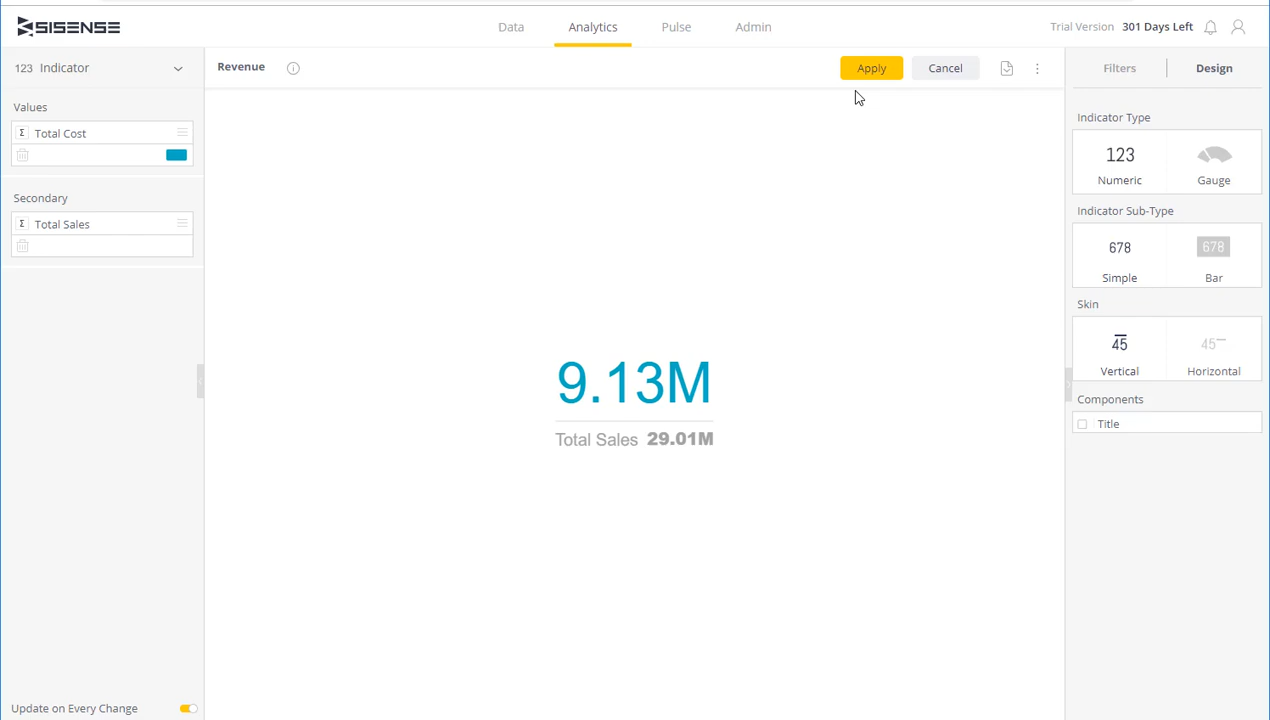 SISENSE
Data
Analytics
Pulse
Admin
Trial Version 301 Days Left
123 Indicator
Revenue
Apply
Cancel
Filters
Design
Values
Σ Total Cost
Secondary
Σ Total Sales
9.13M
Total Sales 29.01M
Indicator Type
123
Numeric
Gauge
Indicator Sub-Type
678
678
Simple
Bar
Skin
45
45
Vertical
Horizontal
Components
Title
Update on Every Change